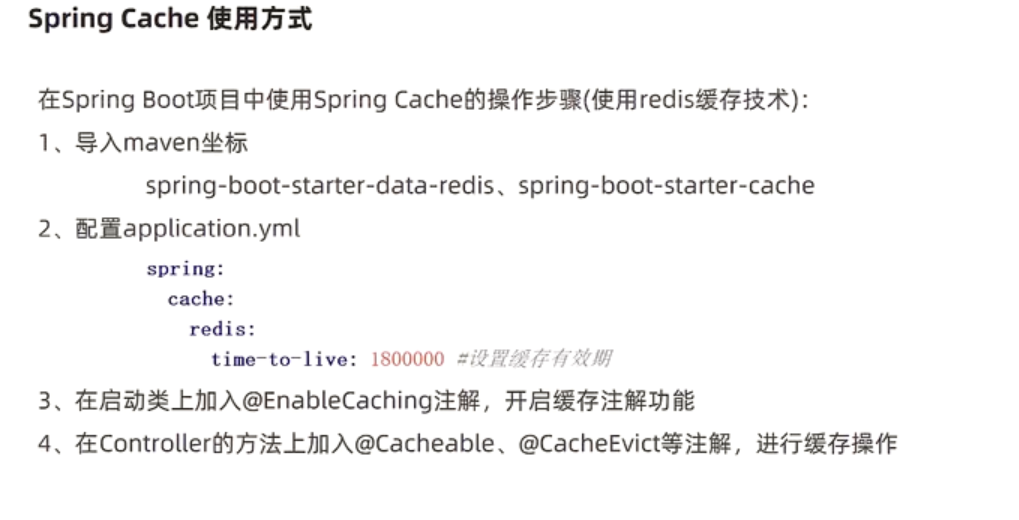 Spring Cache 使用方式
在Spring Boot项目中使用Spring Cache的操作步骤(使用redis缓存技术)：
1、导入maven坐标
spring-boot-starter-data-redis、spring-boot-starter-cache
2、配置application.yml
spring:
cache:
redis:
time-to-live: 1800000 #设置缓存有效期
3、在启动类上加入@EnableCaching注解，开启缓存注解功能
4、在Controller的方法上加入@Cacheable、@CacheEvict等注解，进行缓存操作